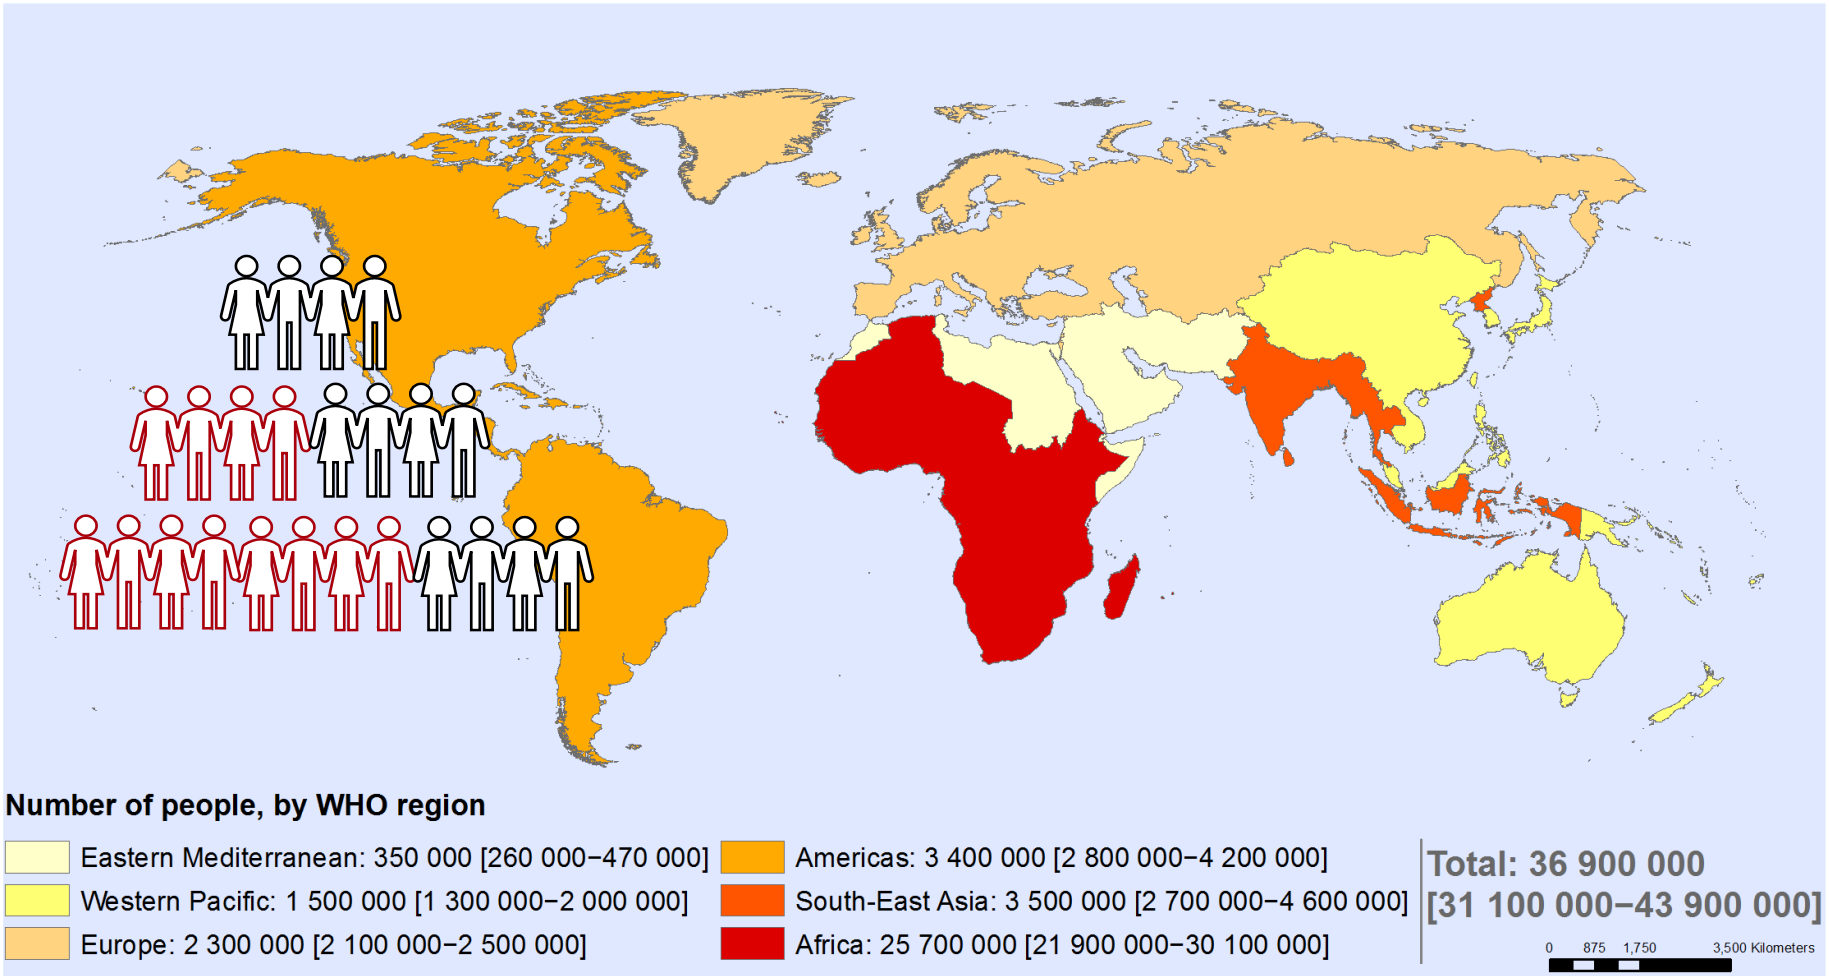 Number of people, by WHO region
Eastern Mediterranean: 350 000 [260 000–470 000]
Western Pacific: 1 500 000 [1 300 000–2 000 000]
Europe: 2 300 000 [2 100 000–2 500 000]
Americas: 3 400 000 [2 800 000–4 200 000]
South-East Asia: 3 500 000 [2 700 000–4 600 000]
Africa: 25 700 000 [21 900 000–30 100 000]
Total: 36 900 000
[31 100 000–43 900 000]
0 875 1,750 3,500 Kilometers